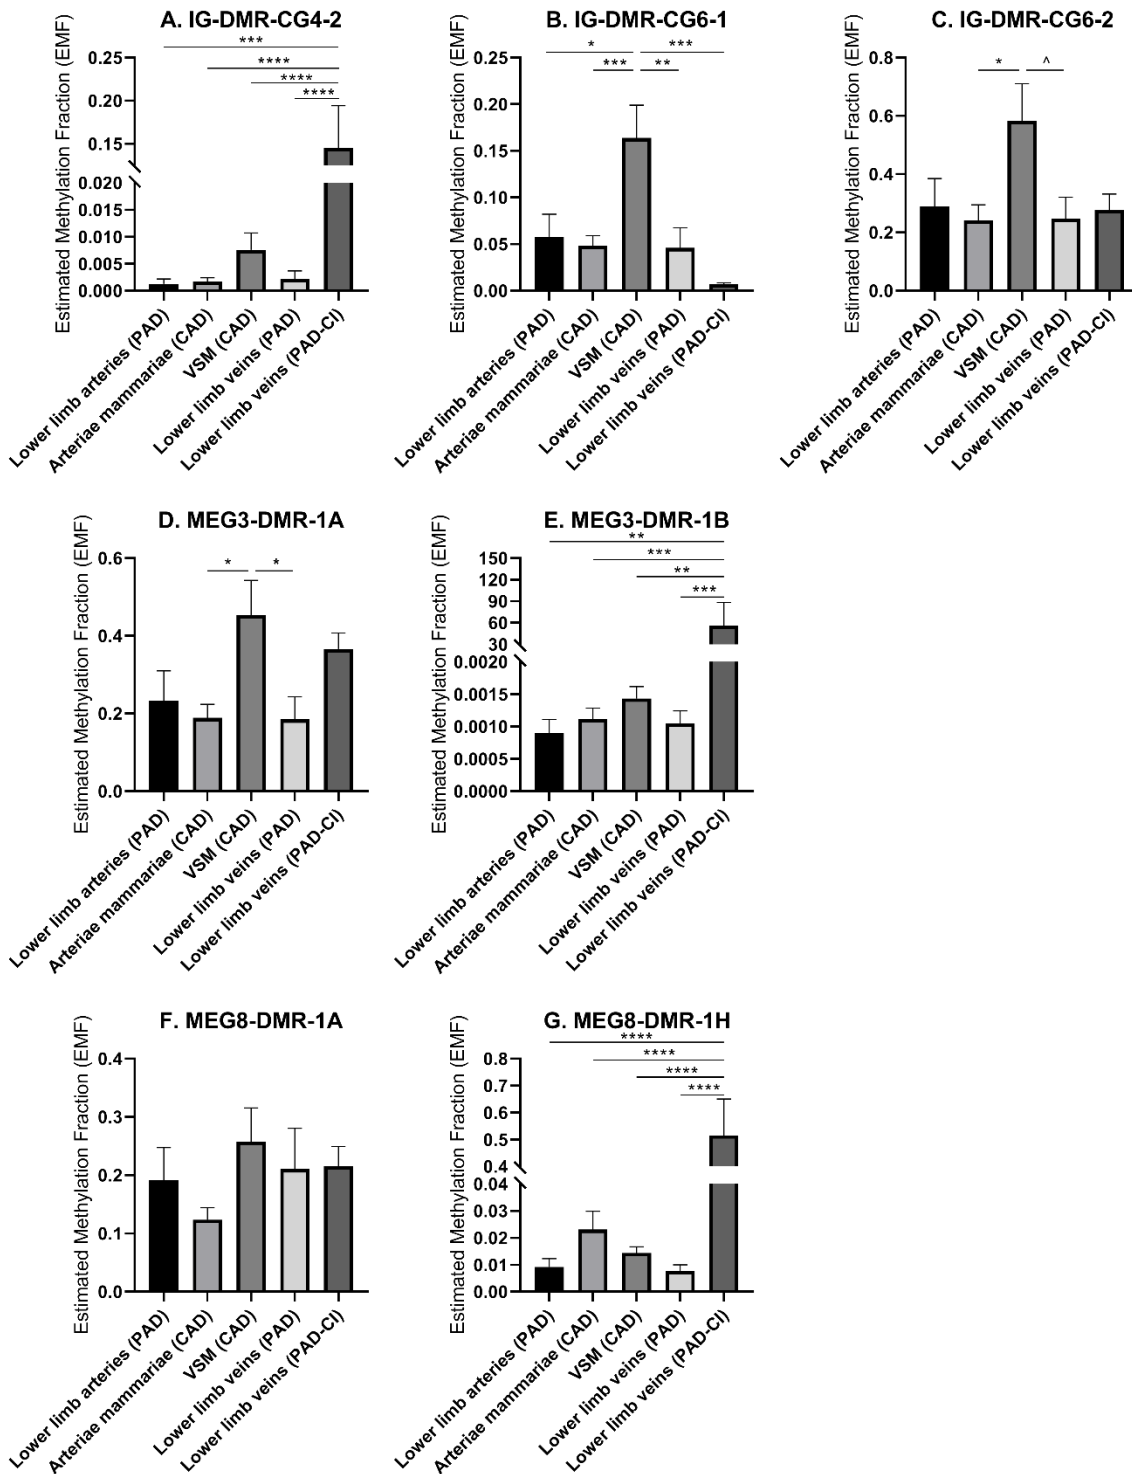 A. IG-DMR-CG4-2
Estimated Methylation Fraction (EMF)
0.25
0.20
0.15
0.020
0.015
0.010
0.005
0.000
***
****
****
****
Lower limb arteries (PAD)
Arteriae mammariae (CAD)
VSM (CAD)
Lower limb veins (PAD)
Lower limb veins (PAD-CI)
B. IG-DMR-CG6-1
Estimated Methylation Fraction (EMF)
0.25
0.20
0.15
0.10
0.05
0.00
* ***
*** **
Lower limb arteries (PAD)
Arteriae mammariae (CAD)
VSM (CAD)
Lower limb veins (PAD)
Lower limb veins (PAD-CI)
C. IG-DMR-CG6-2
Estimated Methylation Fraction (EMF)
0.8
0.6
0.4
0.2
0.0
* ^
Lower limb arteries (PAD)
Arteriae mammariae (CAD)
VSM (CAD)
Lower limb veins (PAD)
Lower limb veins (PAD-CI)
D. MEG3-DMR-1A
Estimated Methylation Fraction (EMF)
0.6
0.4
0.2
0.0
* *
Lower limb arteries (PAD)
Arteriae mammariae (CAD)
VSM (CAD)
Lower limb veins (PAD)
Lower limb veins (PAD-CI)
E. MEG3-DMR-1B
Estimated Methylation Fraction (EMF)
150
120
90
60
30
0.0020
0.0015
0.0010
0.0005
0.0000
**
***
**
***
Lower limb arteries (PAD)
Arteriae mammariae (CAD)
VSM (CAD)
Lower limb veins (PAD)
Lower limb veins (PAD-CI)
F. MEG8-DMR-1A
Estimated Methylation Fraction (EMF)
0.4
0.3
0.2
0.1
0.0
Lower limb arteries (PAD)
Arteriae mammariae (CAD)
VSM (CAD)
Lower limb veins (PAD)
Lower limb veins (PAD-CI)
G. MEG8-DMR-1H
Estimated Methylation Fraction (EMF)
0.8
0.7
0.6
0.5
0.4
0.04
0.03
0.02
0.01
0.00
****
****
****
****
Lower limb arteries (PAD)
Arteriae mammariae (CAD)
VSM (CAD)
Lower limb veins (PAD)
Lower limb veins (PAD-CI)